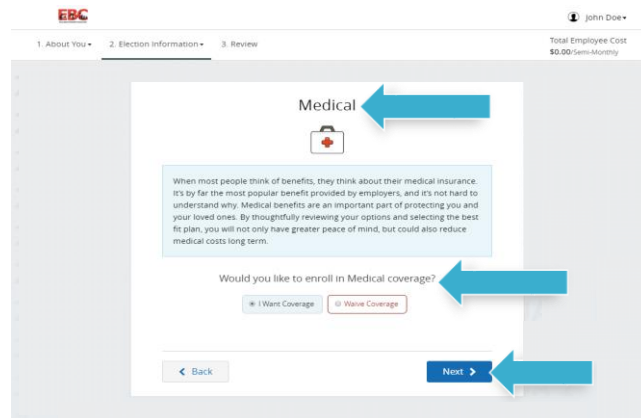 EBC
John Doe
1. About You 2. Election Information 3. Review
Total Employee Cost
$0.00/Semi-Monthly
Medical
When most people think of benefits, they think about their medical insurance.
It's by far the most popular benefit provided by employers, and it's not hard to
understand why. Medical benefits are an important part of protecting you and
your loved ones. By thoughtfully reviewing your options and selecting the best
fit plan, you will not only have greater peace of mind, but could also reduce
medical costs long term.
Would you like to enroll in Medical coverage?
I Want Coverage Waive Coverage
Back Next